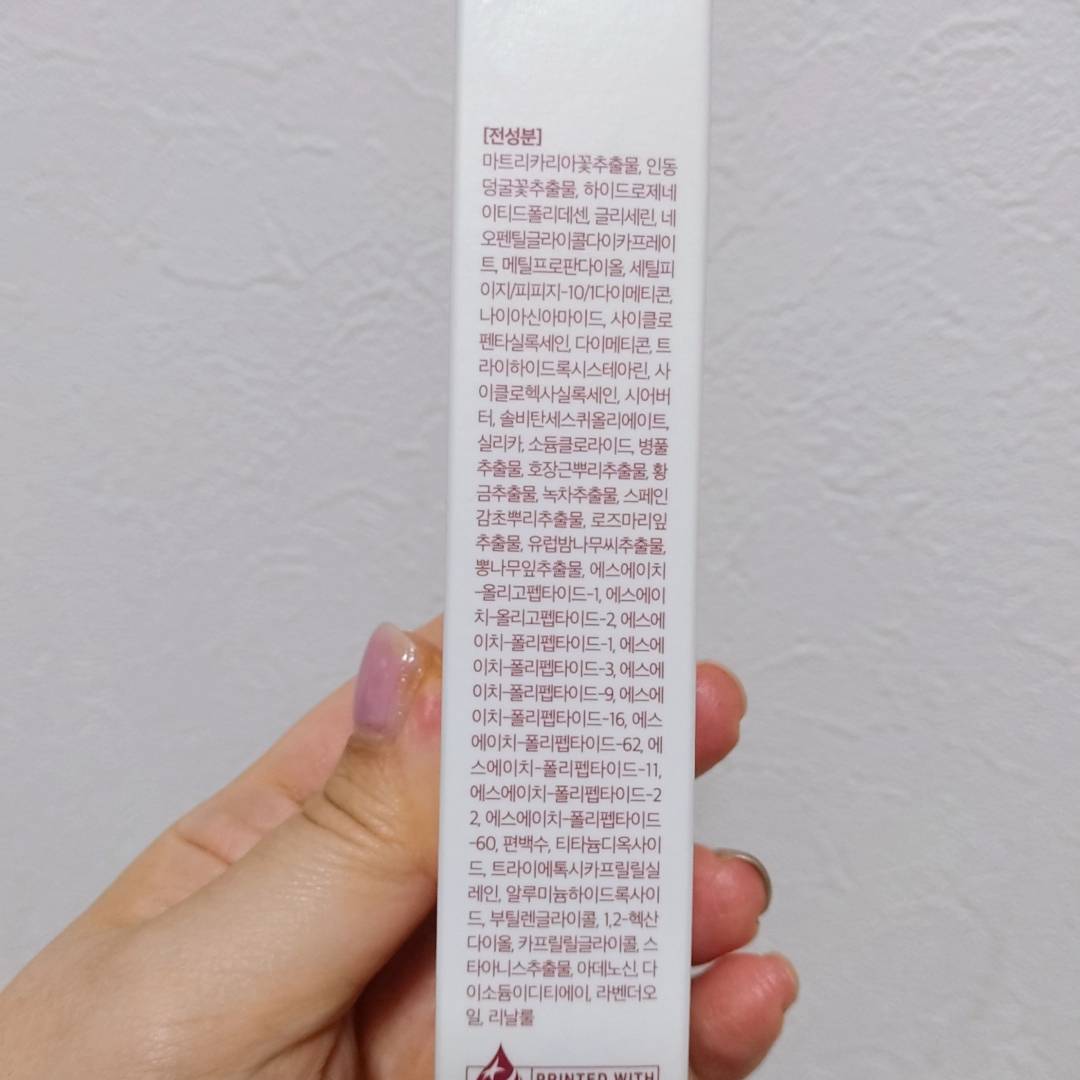 [전성분]
마트리카리아꽃추출물, 인동
덩굴꽃추출물, 하이드로제네
이티드폴리데센, 글리세린, 네
오펜틸글라이콜다이카프레이
트, 메틸프로판다이올, 세틸피
이지/피피지-10/1다이메티콘,
나이아신아마이드, 사이클로
펜타실록세인, 다이메티콘, 트
라이하이드록시스테아린, 사
이클로헥사실록세인, 시어버
터, 솔비탄세스퀴올리에이트,
실리카, 소듐클로라이드, 병풀
추출물, 호장근뿌리추출물, 황
금추출물, 녹차추출물, 스페인
감초뿌리추출물, 로즈마리잎
추출물, 유럽밤나무씨추출물,
뽕나무잎추출물, 에스에이치
-올리고펩타이드-1, 에스에이
치-올리고펩타이드-2, 에스에
이치-폴리펩타이드-1, 에스에
이치-폴리펩타이드-3, 에스에
이치-폴리펩타이드-9, 에스에
이치-폴리펩타이드-16, 에스
에이치-폴리펩타이드-62, 에
스에이치-폴리펩타이드-11,
에스에이치-폴리펩타이드-2
2, 에스에이치-폴리펩타이드
-60, 편백수, 티타늄디옥사이
드, 트라이에톡시카프릴릴실
레인, 알루미늄하이드록사이
드, 부틸렌글라이콜, 1,2-헥산
다이올, 카프릴릴글라이콜, 스
타아니스추출물, 아데노신, 다
이소듐이디티에이, 라벤더오
일, 리날룰
PRINTED WITH